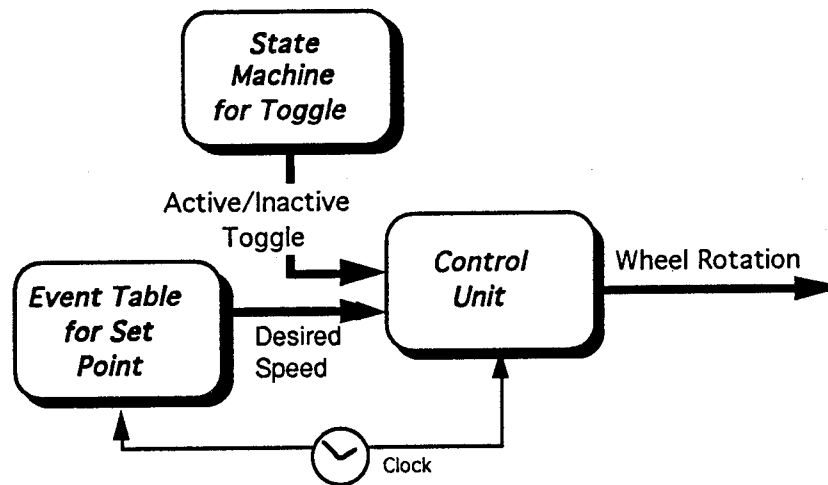 State
Machine
for Toggle
Active/Inactive
Toggle
Control
Unit
Wheel Rotation
Event Table
for Set
Point
Desired
Speed
Clock